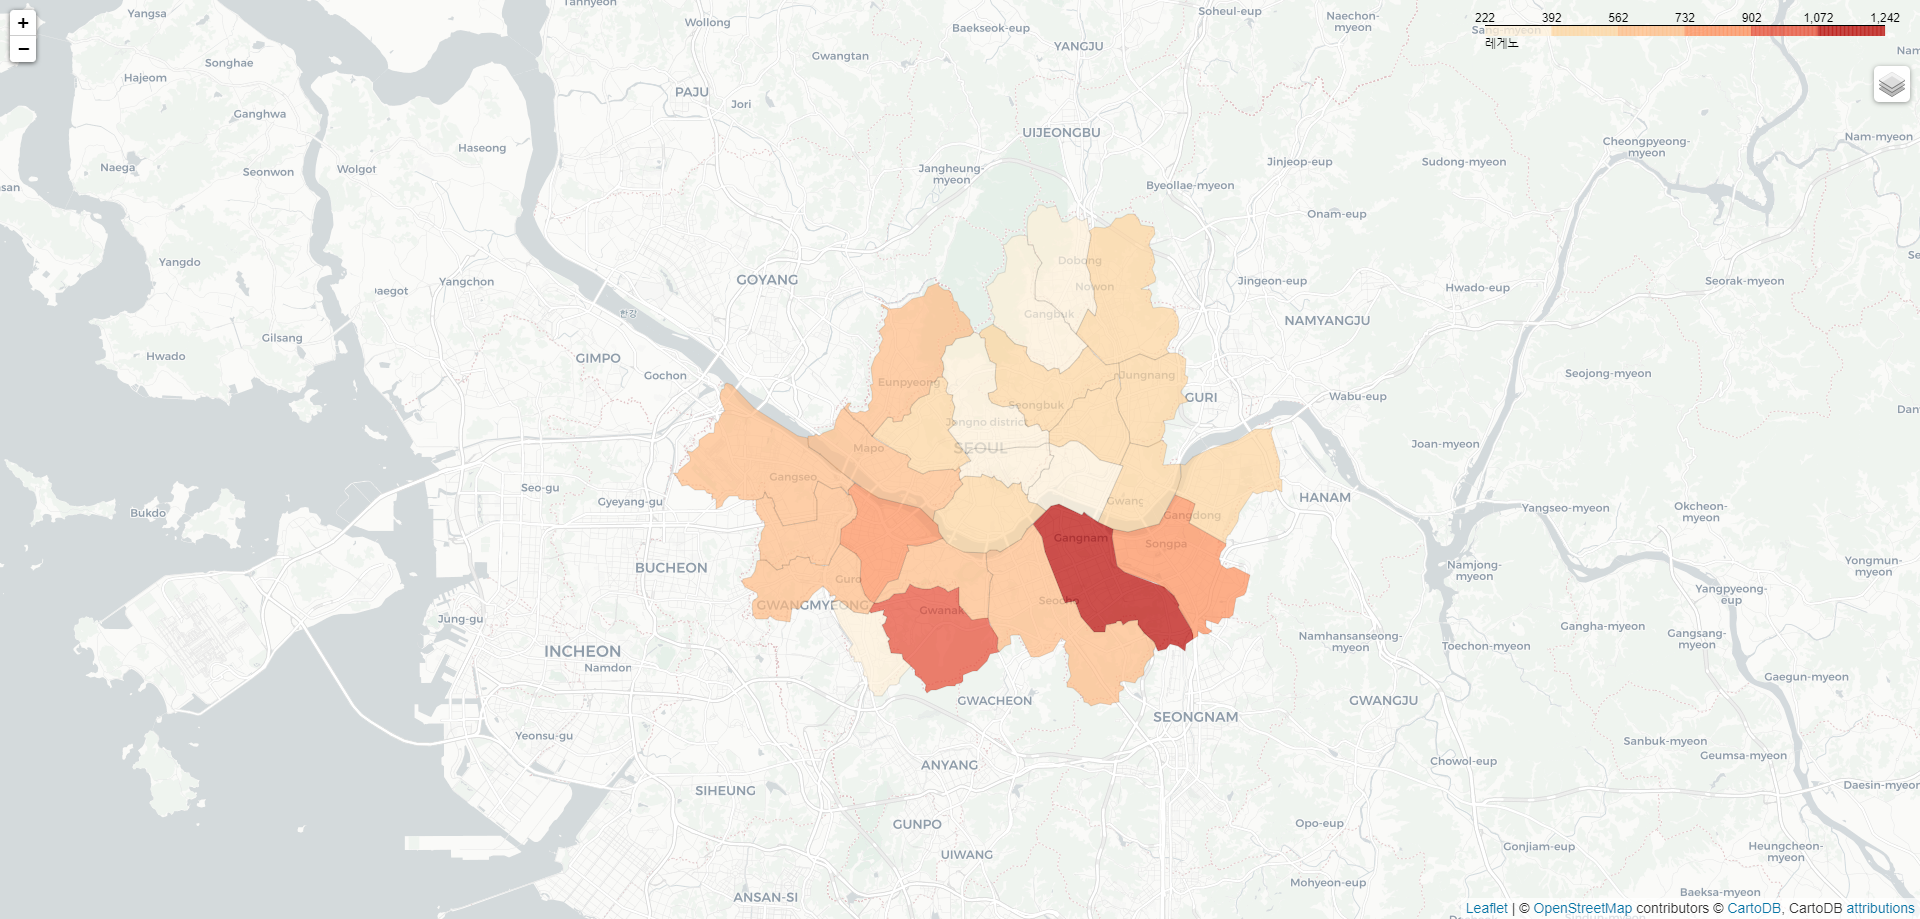 +
−
222 392 562 732 902 1,072 1,242
레게노
Yangsa
Wollong
Soheul-eup
Naechon-
myeon
Baekseok-eup
YANGJU
Gwangtan
Songhae
Hajeom
PAJU
Jori
Ganghwa
UIJEONGBU
Nam-myeon
Cheongpyeong-
myeon
Haseong
Jinjeop-eup
Sudong-myeon
Naega
Seonwon
Wolgot
Jangheung-
myeon
Byeollae-myeon
Onam-eup
Yangdo
Dobong
GOYANG
Yangchon
Nowon
Jingeon-eup
Hwado-eup
Seorak-myeon
한강
Gangbuk
NAMYANGJU
Gilsang
Hwado
GIMPO
Gochon
Eunpyeong
Jungnang
Seojong-myeon
GURI
Wabu-eup
Seongbuk
Jongno district
SEOUL
Mapo
Joan-myeon
Gangseo
Seo-gu
Gyeyang-gu
Gwang
HANAM
Bukdo
Gangdong
Yangseo-myeon
Okcheon-
myeon
Gangnam
Songpa
BUCHEON
Guro
Namjong-
myeon
Yongmun-
myeon
Yangpyeong-
eup
GWANGMYEONG
Gwanak
Seocho
Jung-gu
Gangha-myeon
Gangsang-
myeon
Namhansanseong-
myeon
Toechon-myeon
INCHEON
Namdon
Gaegun-myeon
GWACHEON
GWANGJU
SEONGNAM
Yeonsu-gu
Sanbuk-myeon
Geumsa-myeon
ANYANG
Chowol-eup
SIHEUNG
Daesin-myeon
GUNPO
Opo-eup
Gonjiam-eup
Heungcheon-
myeon
UIWANG
Mohyeon-eup
ANSAN-SI
Baeksa-myeon
Leaflet | © OpenStreetMap contributors © CartoDB, CartoDB attributions